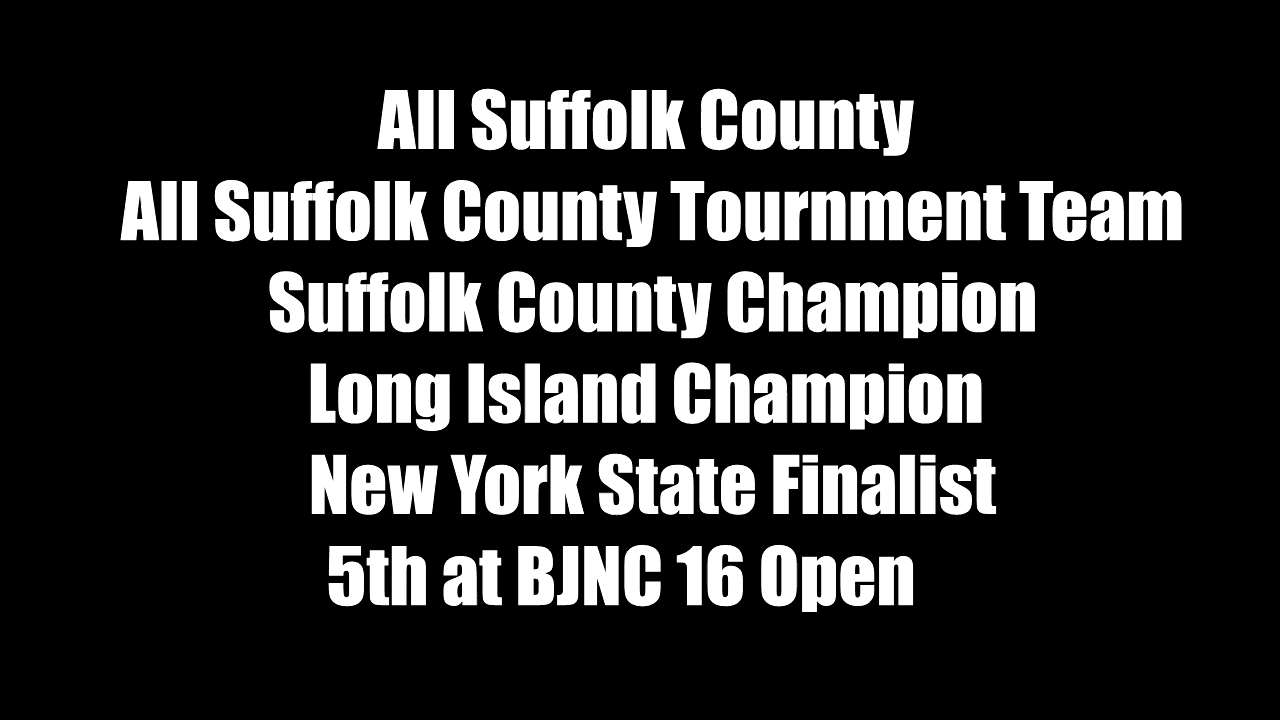 All Suffolk County
All Suffolk County Tournment Team
Suffolk County Champion
Long Island Champion
New York State Finalist
5th at BJNC 16 Open